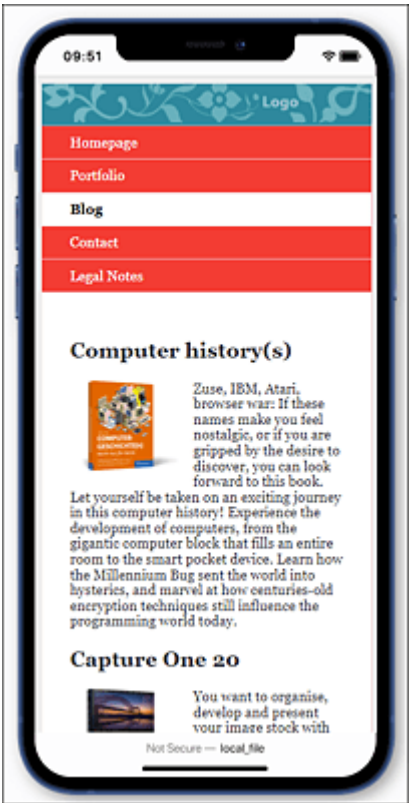 09:51
Logo
Homepage
Portfolio
Blog
Contact
Legal Notes
Computer history(s)
COMPUTER
GESCHICHTE(N)
Zuse, IBM, Atari,
browser war: If these
names make you feel
nostalgic, or if you are
gripped by the desire to
discover, you can look
forward to this book.
Let yourself be taken on an exciting journey
in this computer history! Experience the
development of computers, from the
gigantic computer block that fills an entire
room to the smart pocket device. Learn how
the Millennium Bug sent the world into
hysterics, and marvel at how centuries-old
encryption techniques still influence the
programming world today.
Capture One 20
You want to organise,
develop and present
your image stock with
Not Secure — local_file